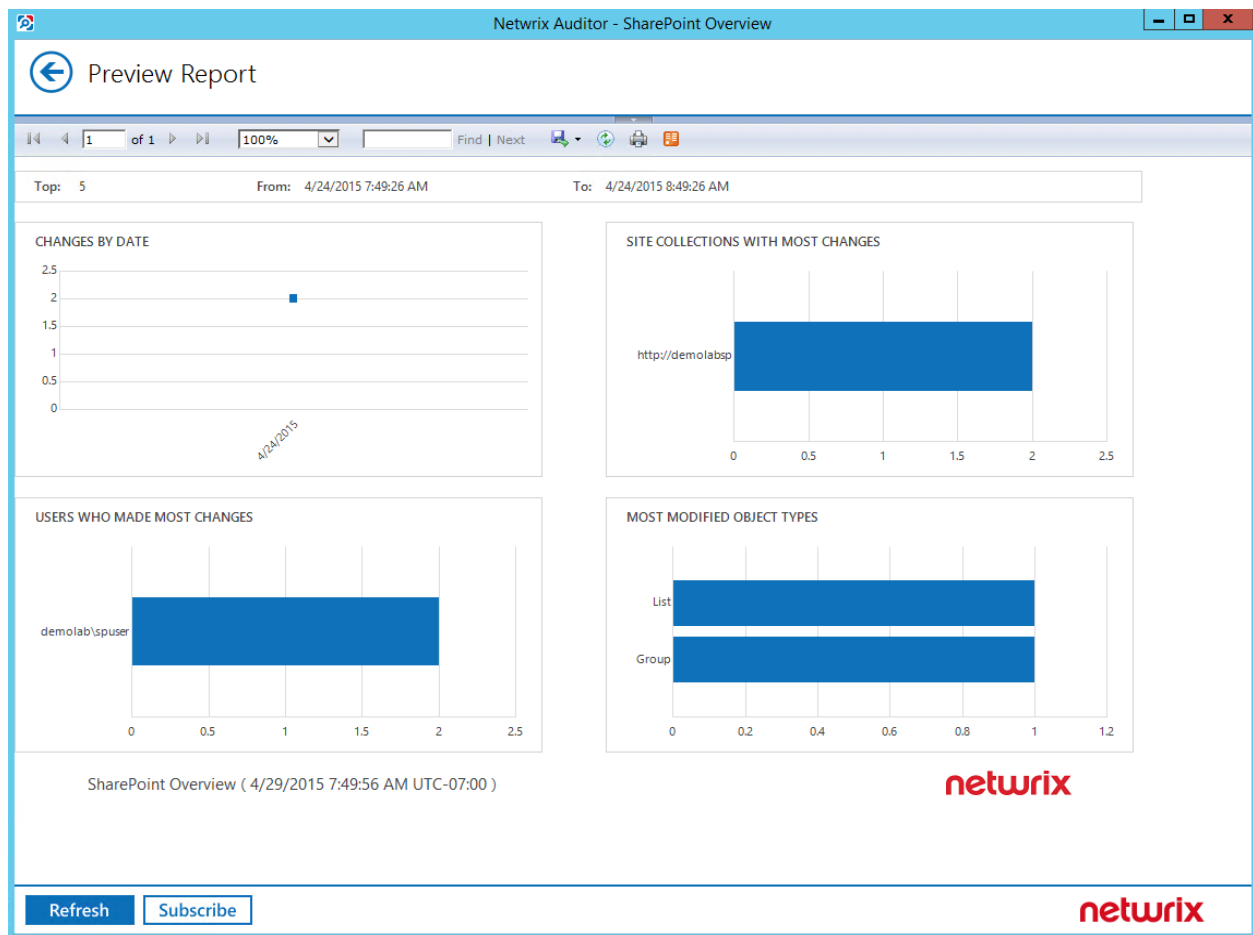 Netwrix Auditor - SharePoint Overview
Preview Report
1 of 1 100% Find | Next
Top: 5 From: 4/24/2015 7:49:26 AM To: 4/24/2015 8:49:26 AM
CHANGES BY DATE
2.5
2
1.5
1
0.5
0
4/24/2015
SITE COLLECTIONS WITH MOST CHANGES
http://demolabsp
0 0.5 1 1.5 2 2.5
USERS WHO MADE MOST CHANGES
demolab\spuser
0 0.5 1 1.5 2 2.5
MOST MODIFIED OBJECT TYPES
List
Group
0 0.2 0.4 0.6 0.8 1 1.2
SharePoint Overview ( 4/29/2015 7:49:56 AM UTC-07:00 )
netwrix
Refresh Subscribe
netwrix